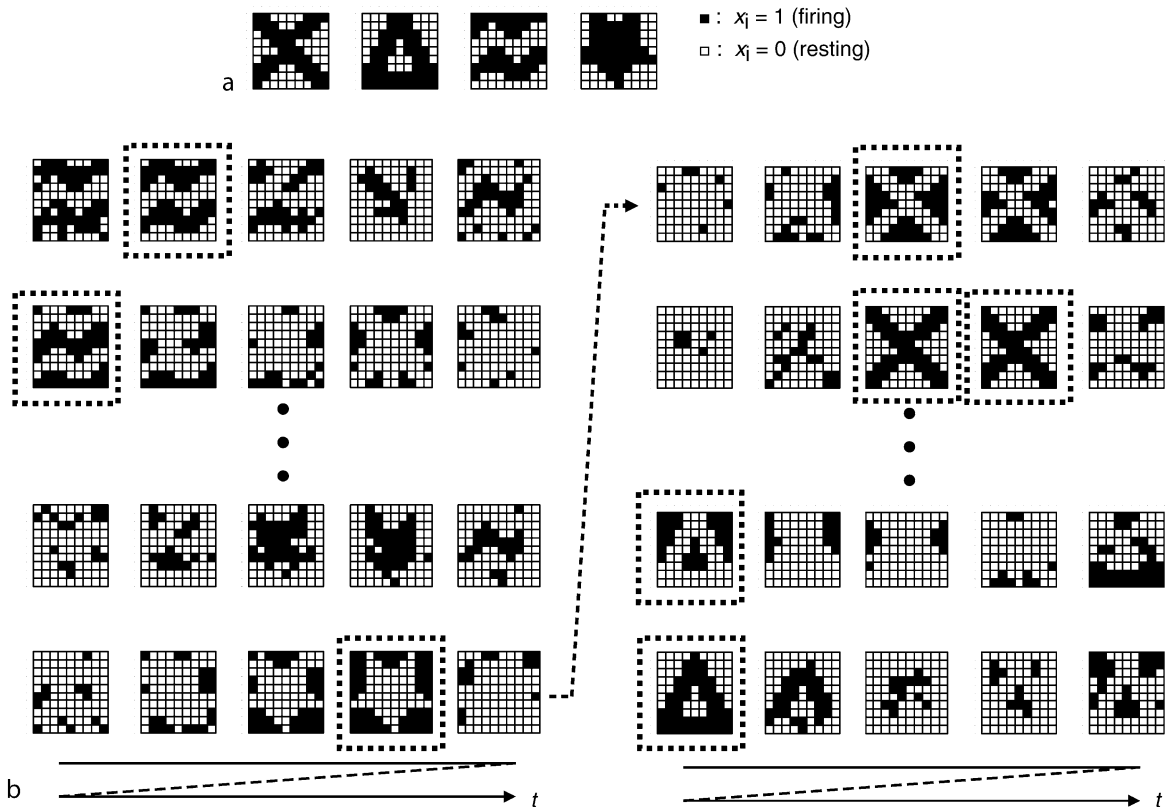 ■ : xi = 1 (firing)
□ : xi = 0 (resting)
a
b
t
t